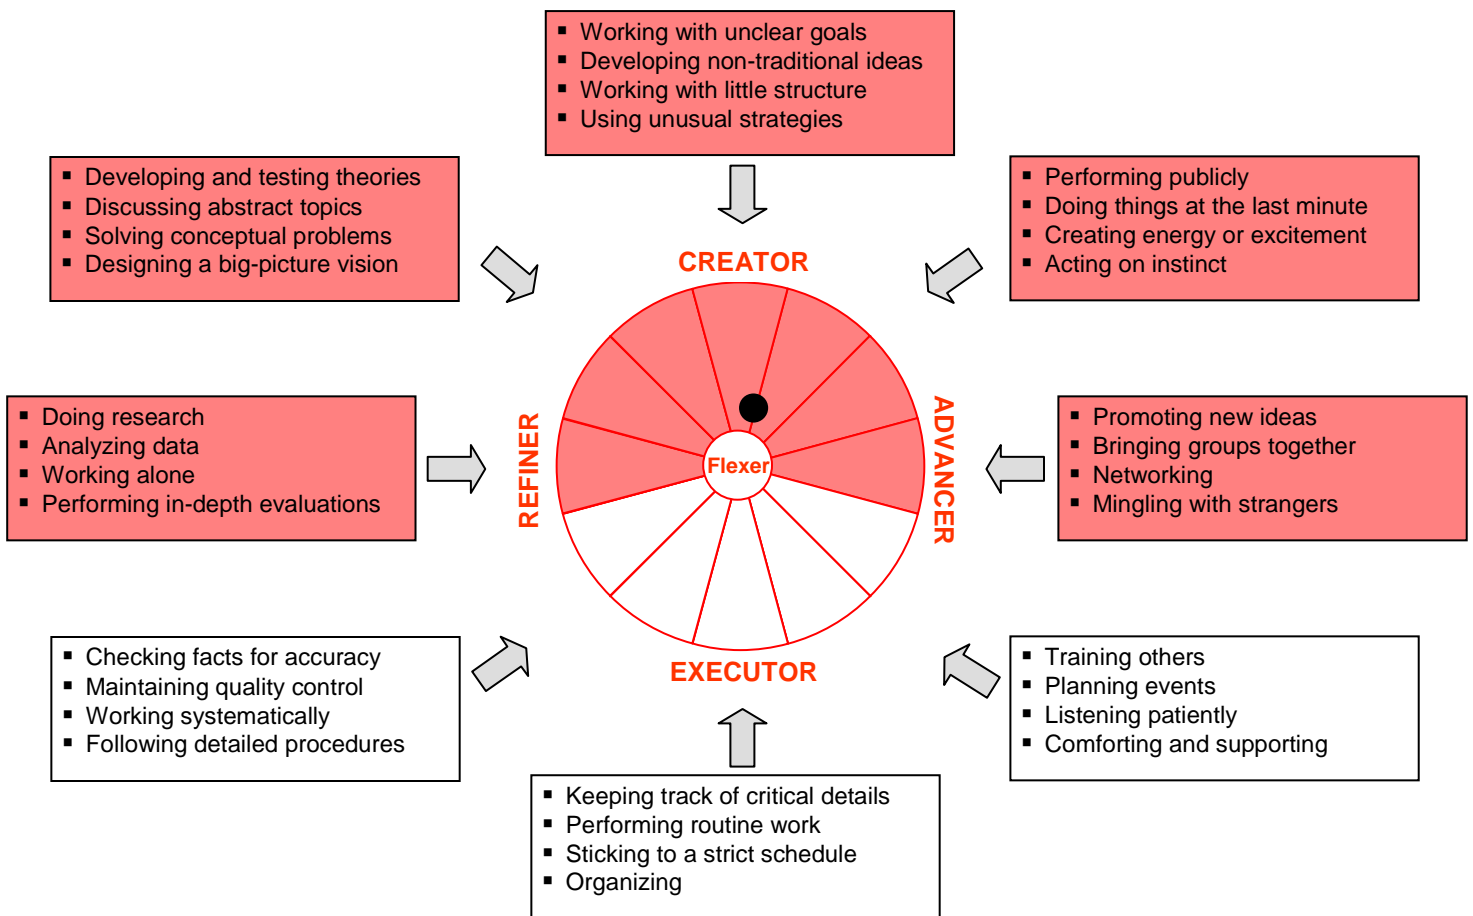 ▪ Working with unclear goals
▪ Developing non-traditional ideas
▪ Working with little structure
▪ Using unusual strategies
▪ Developing and testing theories
▪ Discussing abstract topics
▪ Solving conceptual problems
▪ Designing a big-picture vision
▪ Performing publicly
▪ Doing things at the last minute
▪ Creating energy or excitement
▪ Acting on instinct
CREATOR
▪ Doing research
▪ Analyzing data
▪ Working alone
▪ Performing in-depth evaluations
REFINER
Flexer
ADVANCER
▪ Promoting new ideas
▪ Bringing groups together
▪ Networking
▪ Mingling with strangers
EXECUTOR
▪ Checking facts for accuracy
▪ Maintaining quality control
▪ Working systematically
▪ Following detailed procedures
▪ Training others
▪ Planning events
▪ Listening patiently
▪ Comforting and supporting
▪ Keeping track of critical details
▪ Performing routine work
▪ Sticking to a strict schedule
▪ Organizing